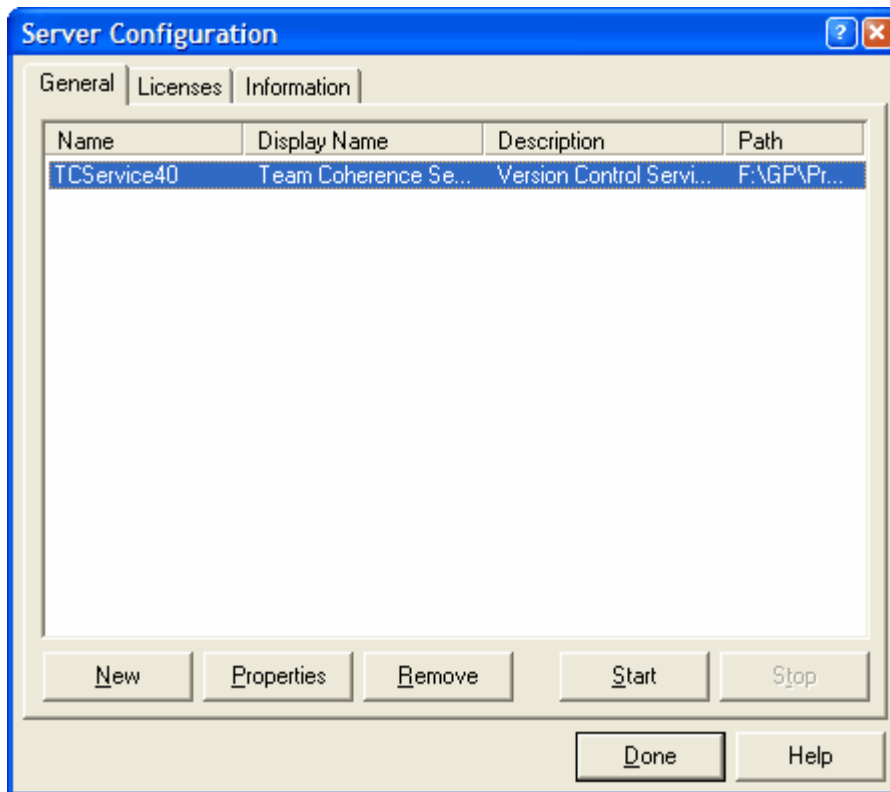 Server Configuration
General Licenses Information
Name Display Name Description Path
TCService40 Team Coherence Se... Version Control Servi... F:\GP\Pr...
New Properties Remove Start Stop
Done Help